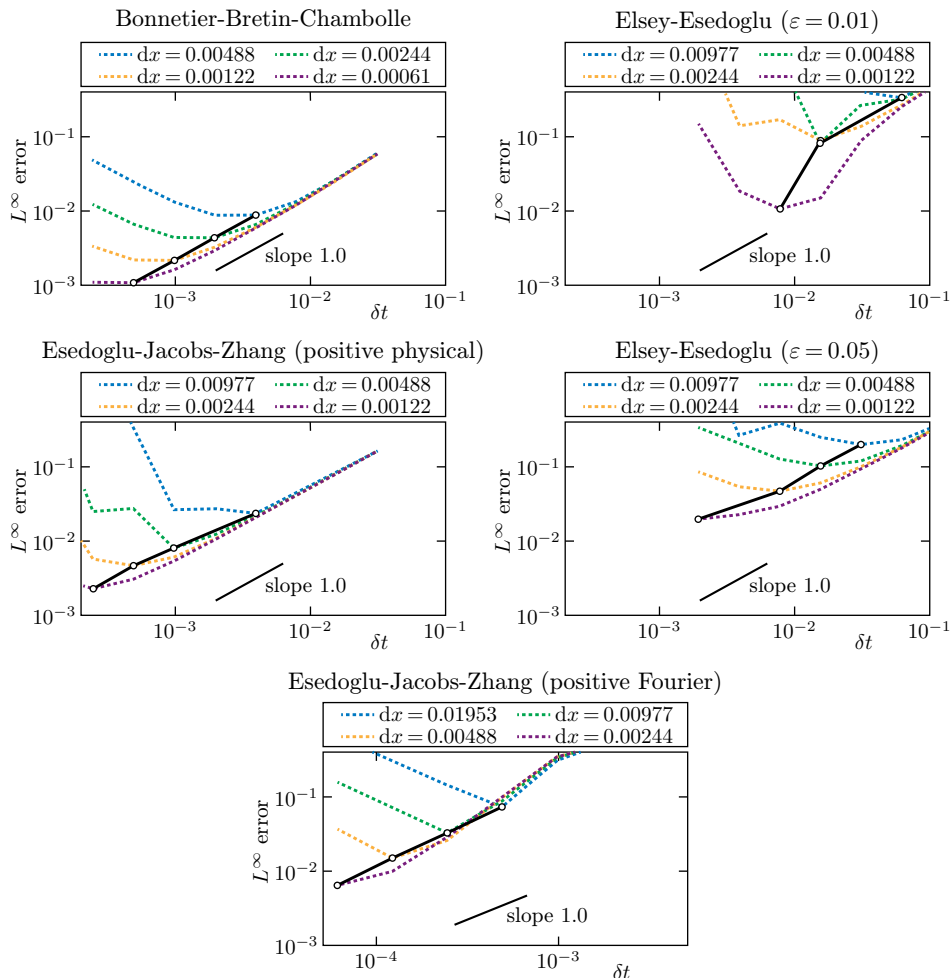 Bonnetier-Bretin-Chambolle
dx = 0.00488 dx = 0.00244
dx = 0.00122 dx = 0.00061
L^∞ error
10^−1
10^−2
10^−3
slope 1.0
10^−3 10^−2 10^−1
δt
Elsey-Esedoglu (ε = 0.01)
dx = 0.00977 dx = 0.00488
dx = 0.00244 dx = 0.00122
L^∞ error
10^−1
10^−2
10^−3
slope 1.0
10^−3 10^−2 10^−1
δt
Esedoglu-Jacobs-Zhang (positive physical)
dx = 0.00977 dx = 0.00488
dx = 0.00244 dx = 0.00122
L^∞ error
10^−1
10^−2
10^−3
slope 1.0
10^−3 10^−2 10^−1
δt
Elsey-Esedoglu (ε = 0.05)
dx = 0.00977 dx = 0.00488
dx = 0.00244 dx = 0.00122
L^∞ error
10^−1
10^−2
10^−3
slope 1.0
10^−3 10^−2 10^−1
δt
Esedoglu-Jacobs-Zhang (positive Fourier)
dx = 0.01953 dx = 0.00977
dx = 0.00488 dx = 0.00244
L^∞ error
10^−1
10^−2
10^−3
slope 1.0
10^−4 10^−3
δt